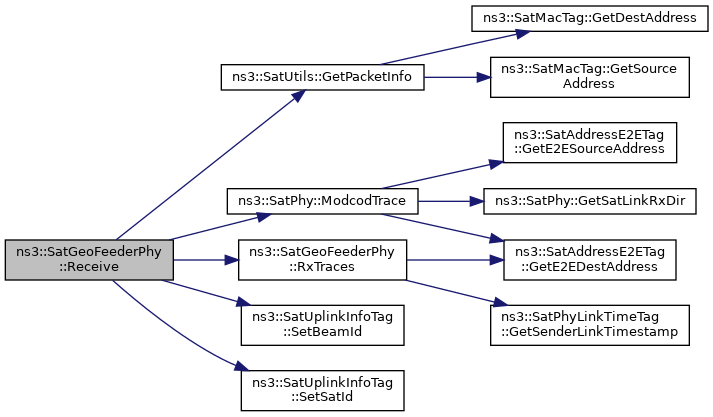 ns3::SatMacTag::GetDestAddress
ns3::SatUtils::GetPacketInfo
ns3::SatMacTag::GetSource
Address
ns3::SatAddressE2ETag
::GetE2ESourceAddress
ns3::SatPhy::ModcodTrace
ns3::SatPhy::GetSatLinkRxDir
ns3::SatGeoFeederPhy
::Receive
ns3::SatGeoFeederPhy
::RxTraces
ns3::SatAddressE2ETag
::GetE2EDestAddress
ns3::SatUplinkInfoTag
::SetBeamId
ns3::SatPhyLinkTimeTag
::GetSenderLinkTimestamp
ns3::SatUplinkInfoTag
::SetSatId